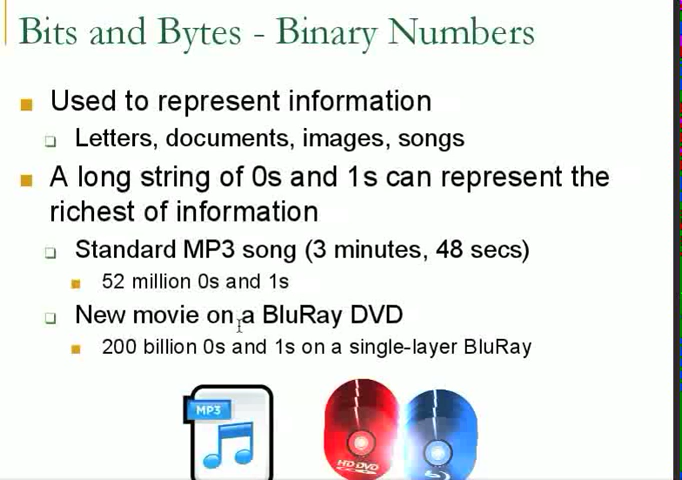 Bits and Bytes - Binary Numbers
Used to represent information
Letters, documents, images, songs
A long string of 0s and 1s can represent the
richest of information
Standard MP3 song (3 minutes, 48 secs)
52 million 0s and 1s
New movie on a BluRay DVD
200 billion 0s and 1s on a single-layer BluRay
MP3
HD DVD